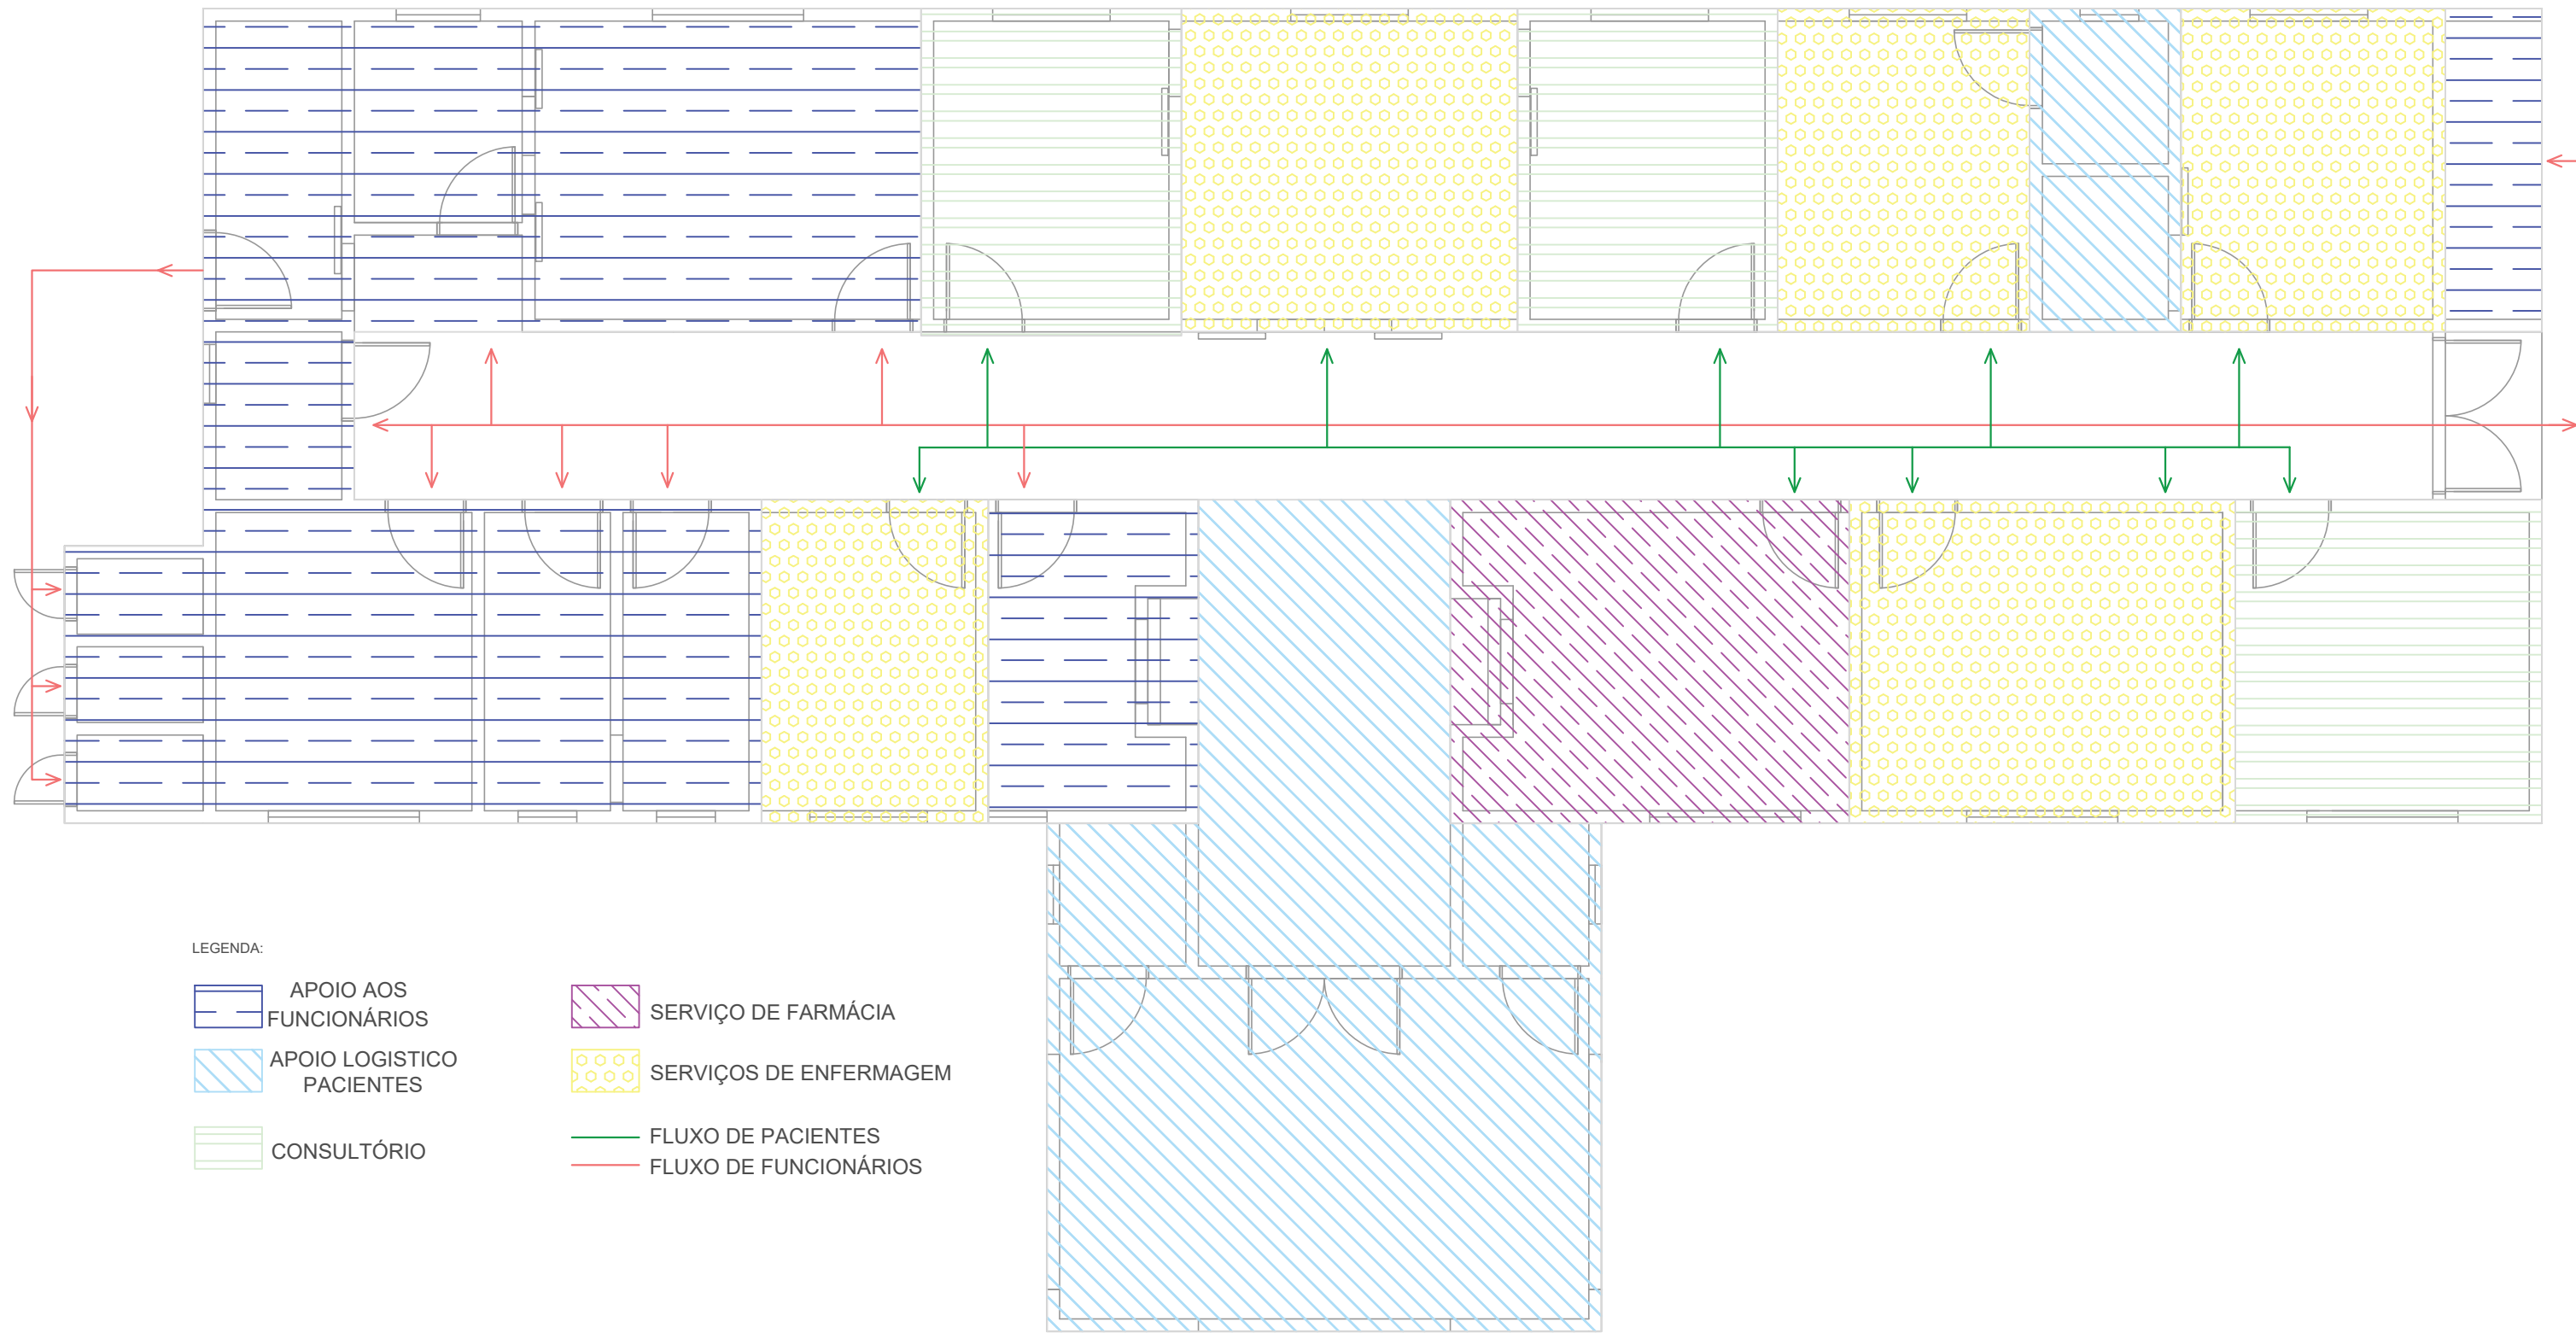 LEGENDA:
APOIO AOS
FUNCIONÁRIOS
APOIO LOGISTICO
PACIENTES
CONSULTÓRIO
SERVIÇO DE FARMÁCIA
SERVIÇOS DE ENFERMAGEM
FLUXO DE PACIENTES
FLUXO DE FUNCIONÁRIOS